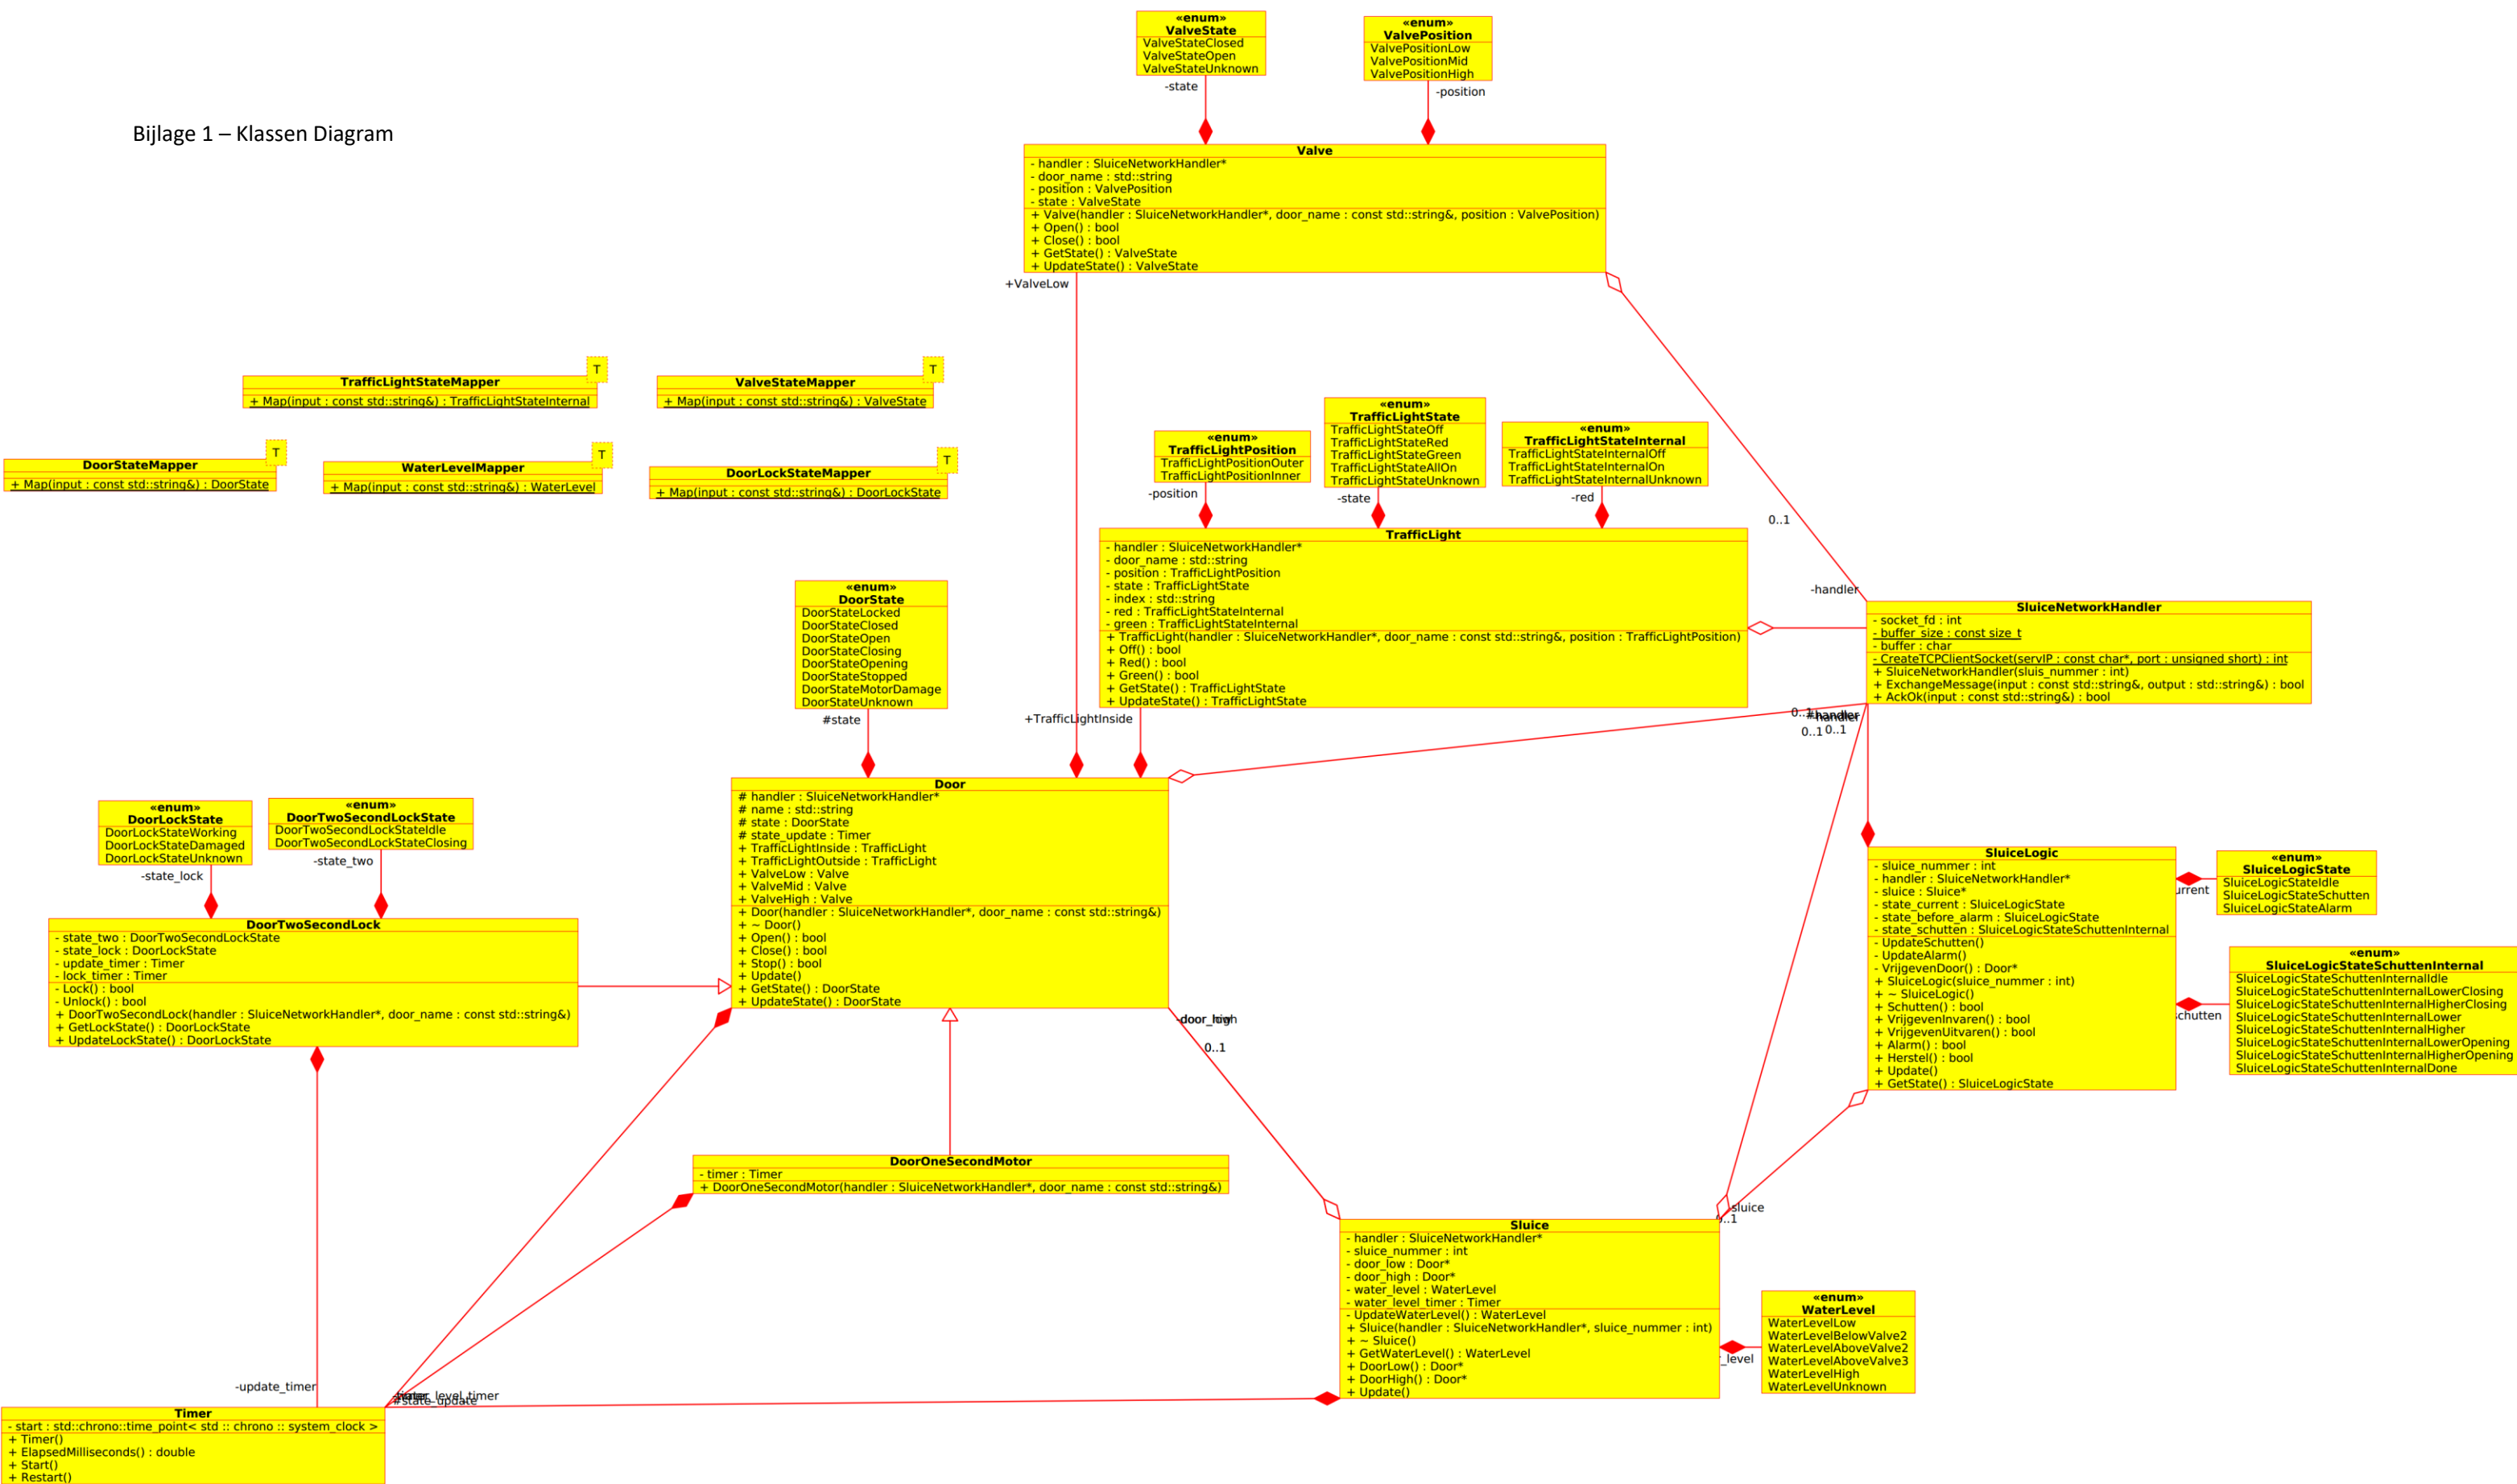 Bijlage 1 – Klassen Diagram
«enum»
ValveState
ValveStateClosed
ValveStateOpen
ValveStateUnknown
-state
«enum»
ValvePosition
ValvePositionLow
ValvePositionMid
ValvePositionHigh
-position
Valve
- handler : SluiceNetworkHandler*
- door_name : std::string
- position : ValvePosition
- state : ValveState
+ Valve(handler : SluiceNetworkHandler*, door_name : const std::string&, position : ValvePosition)
+ Open() : bool
+ Close() : bool
+ GetState() : ValveState
+ UpdateState() : ValveState
+ValveLow
T
TrafficLightStateMapper
+ Map(input : const std::string&) : TrafficLightStateInternal
T
ValveStateMapper
+ Map(input : const std::string&) : ValveState
T
DoorStateMapper
+ Map(input : const std::string&) : DoorState
T
WaterLevelMapper
+ Map(input : const std::string&) : WaterLevel
T
DoorLockStateMapper
+ Map(input : const std::string&) : DoorLockState
«enum»
TrafficLightPosition
TrafficLightPositionOuter
TrafficLightPositionInner
-position
«enum»
TrafficLightState
TrafficLightStateOff
TrafficLightStateRed
TrafficLightStateGreen
TrafficLightStateAllOn
TrafficLightStateUnknown
-state
«enum»
TrafficLightStateInternal
TrafficLightStateInternalOff
TrafficLightStateInternalOn
TrafficLightStateInternalUnknown
-red
0..1
-handler
TrafficLight
- handler : SluiceNetworkHandler*
- door_name : std::string
- position : TrafficLightPosition
- state : TrafficLightState
- index : std::string
- red : TrafficLightStateInternal
- green : TrafficLightStateInternal
+ TrafficLight(handler : SluiceNetworkHandler*, door_name : const std::string&, position : TrafficLightPosition)
+ Off() : bool
+ Red() : bool
+ Green() : bool
+ GetState() : TrafficLightState
+ UpdateState() : TrafficLightState
+TrafficLightInside
SluiceNetworkHandler
- socket_fd : int
- buffer_size : const size_t
- buffer : char
- CreateTCPClientSocket(servIP : const char*, port : unsigned short) : int
+ SluiceNetworkHandler(sluis_nummer : int)
+ ExchangeMessage(input : const std::string&, output : std::string&) : bool
+ AckOk(input : const std::string&) : bool
0..1
#handler
-handler
0..1
0..1
«enum»
DoorState
DoorStateLocked
DoorStateClosed
DoorStateOpen
DoorStateClosing
DoorStateOpening
DoorStateStopped
DoorStateMotorDamage
DoorStateUnknown
#state
Door
# handler : SluiceNetworkHandler*
# name : std::string
# state : DoorState
# state_update : Timer
+ TrafficLightInside : TrafficLight
+ TrafficLightOutside : TrafficLight
+ ValveLow : Valve
+ ValveMid : Valve
+ ValveHigh : Valve
+ Door(handler : SluiceNetworkHandler*, door_name : const std::string&)
+ ~ Door()
+ Open() : bool
+ Close() : bool
+ Stop() : bool
+ Update()
+ GetState() : DoorState
+ UpdateState() : DoorState
«enum»
DoorLockState
DoorLockStateWorking
DoorLockStateDamaged
DoorLockStateUnknown
-state_lock
«enum»
DoorTwoSecondLockState
DoorTwoSecondLockStateIdle
DoorTwoSecondLockStateClosing
-state_two
DoorTwoSecondLock
- state_two : DoorTwoSecondLockState
- state_lock : DoorLockState
- update_timer : Timer
- lock_timer : Timer
- Lock() : bool
- Unlock() : bool
+ DoorTwoSecondLock(handler : SluiceNetworkHandler*, door_name : const std::string&)
+ GetLockState() : DoorLockState
+ UpdateLockState() : DoorLockState
SluiceLogic
- sluice_nummer : int
- handler : SluiceNetworkHandler*
- sluice : Sluice*
- state_current : SluiceLogicState
- state_before_alarm : SluiceLogicState
- state_schutten : SluiceLogicStateSchuttenInternal
- UpdateSchutten()
- UpdateAlarm()
- VrijgevenDoor() : Door*
+ SluiceLogic(sluice_nummer : int)
+ ~ SluiceLogic()
+ Schutten() : bool
+ VrijgevenInvaren() : bool
+ VrijgevenUitvaren() : bool
+ Alarm() : bool
+ Herstel() : bool
+ Update()
+ GetState() : SluiceLogicState
urrent
«enum»
SluiceLogicState
SluiceLogicStateIdle
SluiceLogicStateSchutten
SluiceLogicStateAlarm
«enum»
SluiceLogicStateSchuttenInternal
SluiceLogicStateSchuttenInternalIdle
SluiceLogicStateSchuttenInternalLowerClosing
SluiceLogicStateSchuttenInternalHigherClosing
SluiceLogicStateSchuttenInternalLower
SluiceLogicStateSchuttenInternalHigher
SluiceLogicStateSchuttenInternalLowerOpening
SluiceLogicStateSchuttenInternalHigherOpening
SluiceLogicStateSchuttenInternalDone
chutten
-door_high
0..1
DoorOneSecondMotor
- timer : Timer
+ DoorOneSecondMotor(handler : SluiceNetworkHandler*, door_name : const std::string&)
-sluice
0..1
Sluice
- handler : SluiceNetworkHandler*
- sluice_nummer : int
- door_low : Door*
- door_high : Door*
- water_level : WaterLevel
- water_level_timer : Timer
- UpdateWaterLevel() : WaterLevel
+ Sluice(handler : SluiceNetworkHandler*, sluice_nummer : int)
+ ~ Sluice()
+ GetWaterLevel() : WaterLevel
+ DoorLow() : Door*
+ DoorHigh() : Door*
+ Update()
_level
«enum»
WaterLevel
WaterLevelLow
WaterLevelBelowValve2
WaterLevelAboveValve2
WaterLevelAboveValve3
WaterLevelHigh
WaterLevelUnknown
-update_timer
-water_level_timer
#state_update
Timer
- start : std::chrono::time_point< std :: chrono :: system_clock >
+ Timer()
+ ElapsedMilliseconds() : double
+ Start()
+ Restart()